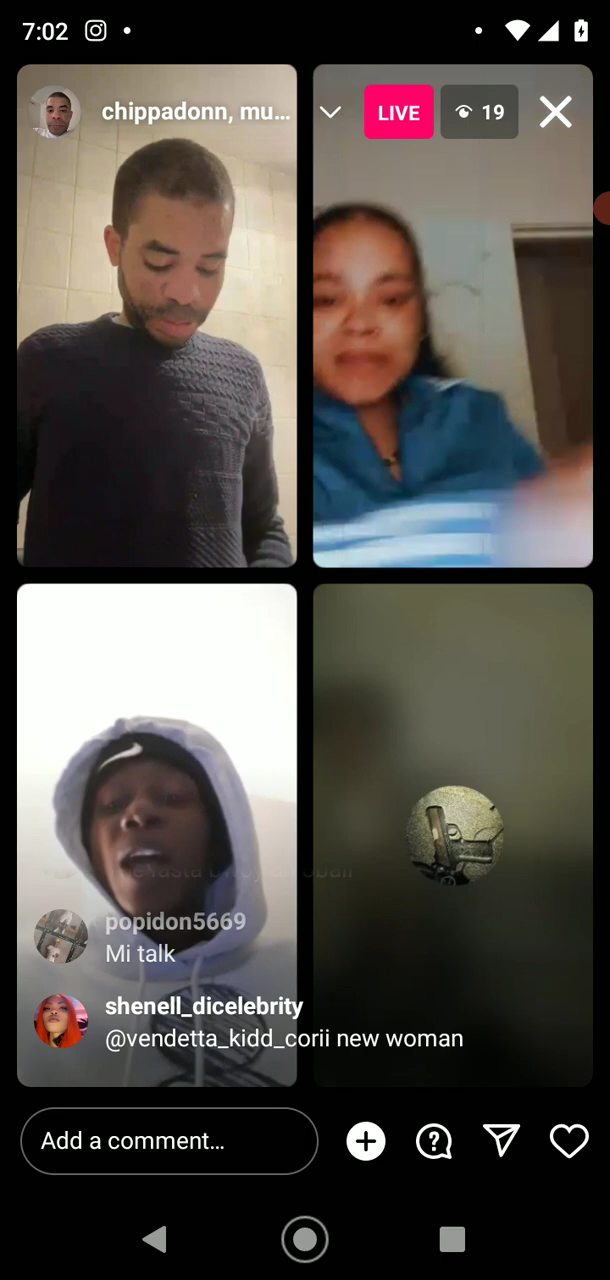 7:02
chippadonn, mu...
LIVE
19
popidon5669
Mi talk
shenell_dicelebrity
@vendetta_kidd_corii new woman
Add a comment...